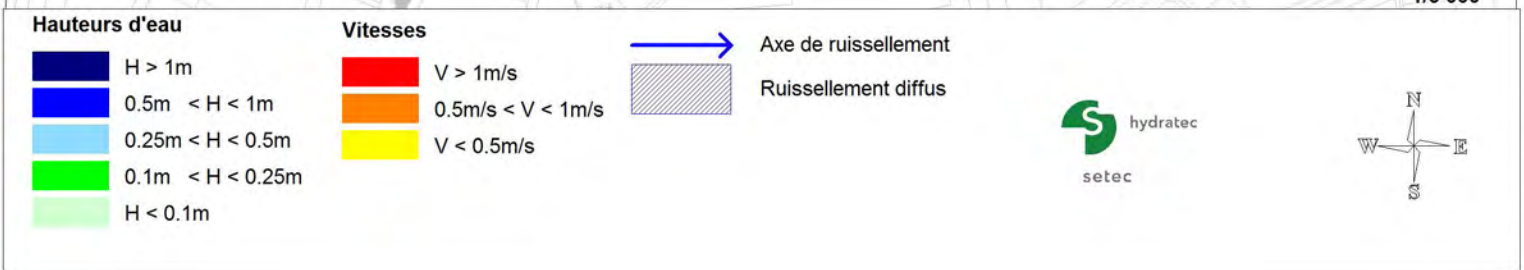 Hauteurs d'eau
H > 1m
0.5m < H < 1m
0.25m < H < 0.5m
0.1m < H < 0.25m
H < 0.1m
Vitesses
V > 1m/s
0.5m/s < V < 1m/s
V < 0.5m/s
Axe de ruissellement
Ruissellement diffus
S hydratec
setec
N
W E
S